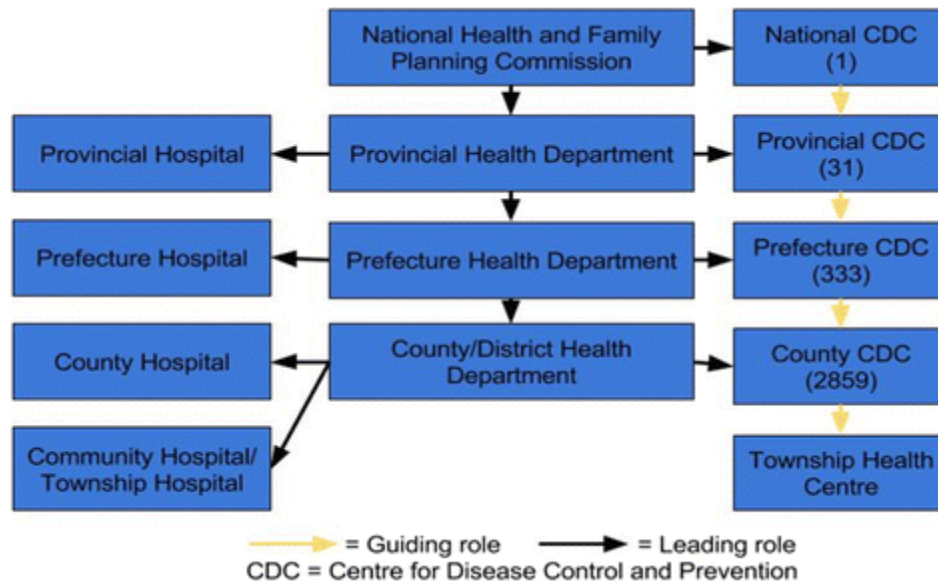 National Health and Family
Planning Commission
National CDC
(1)
Provincial Hospital
Provincial Health Department
Provincial CDC
(31)
Prefecture Hospital
Prefecture Health Department
Prefecture CDC
(333)
County Hospital
County/District Health
Department
County CDC
(2859)
Community Hospital/
Township Hospital
Township Health
Centre
= Guiding role
= Leading role
CDC = Centre for Disease Control and Prevention